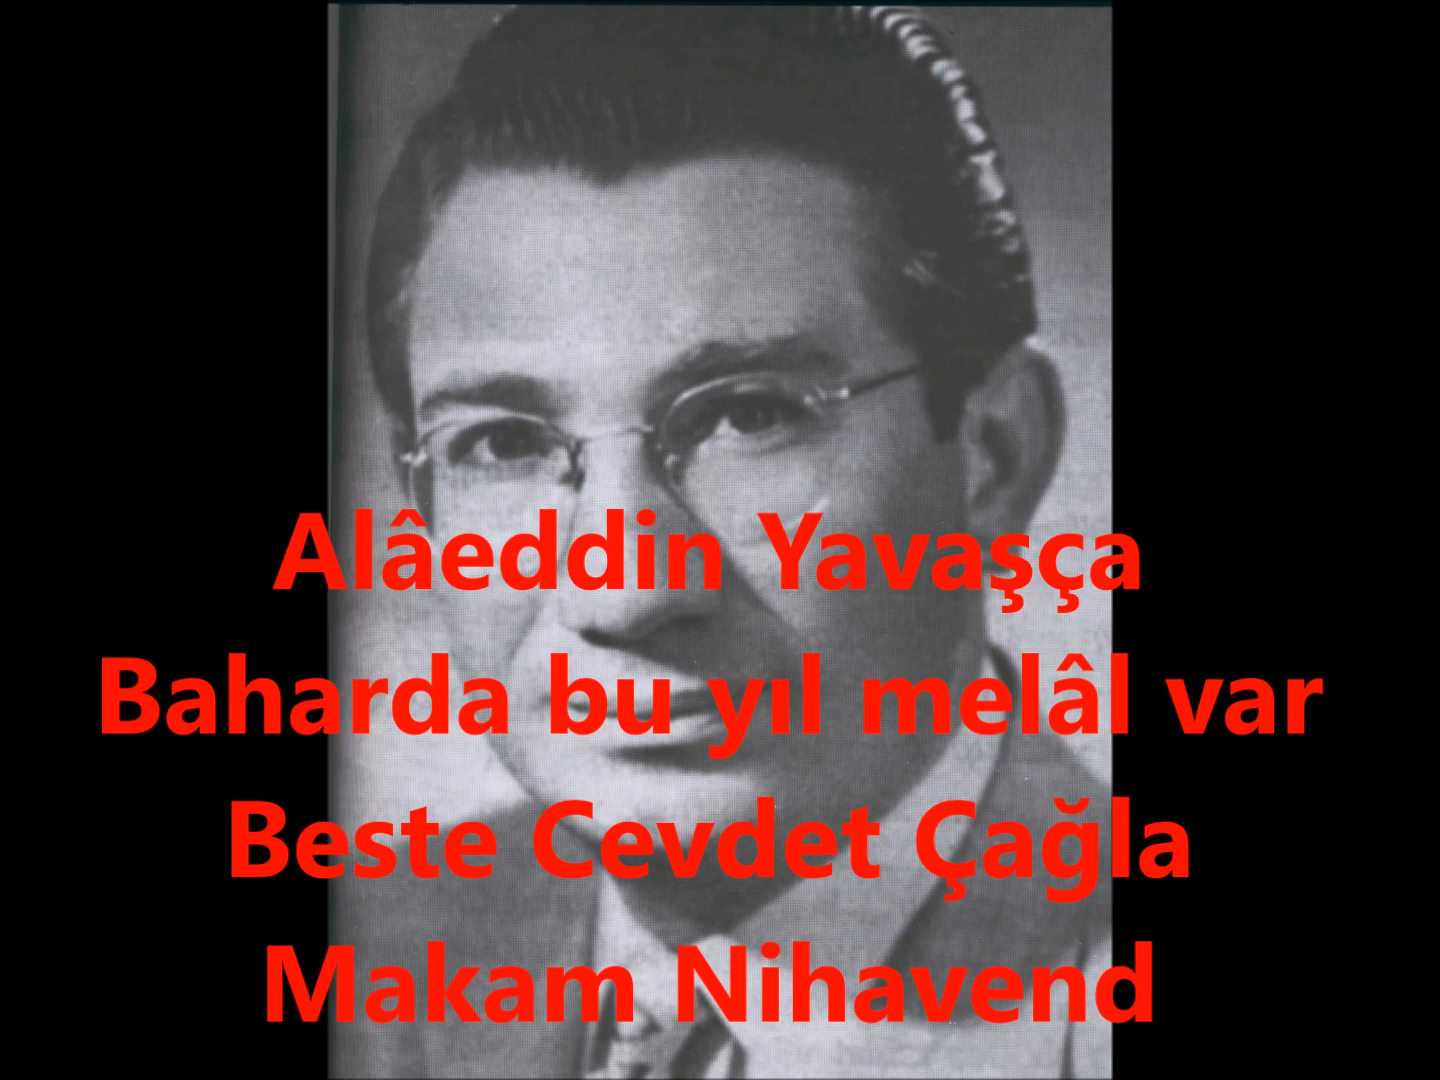 Alâeddin Yavaşça
Baharda bu yıl melâl var
Beste Cevdet Çağla
Makam Nihavend